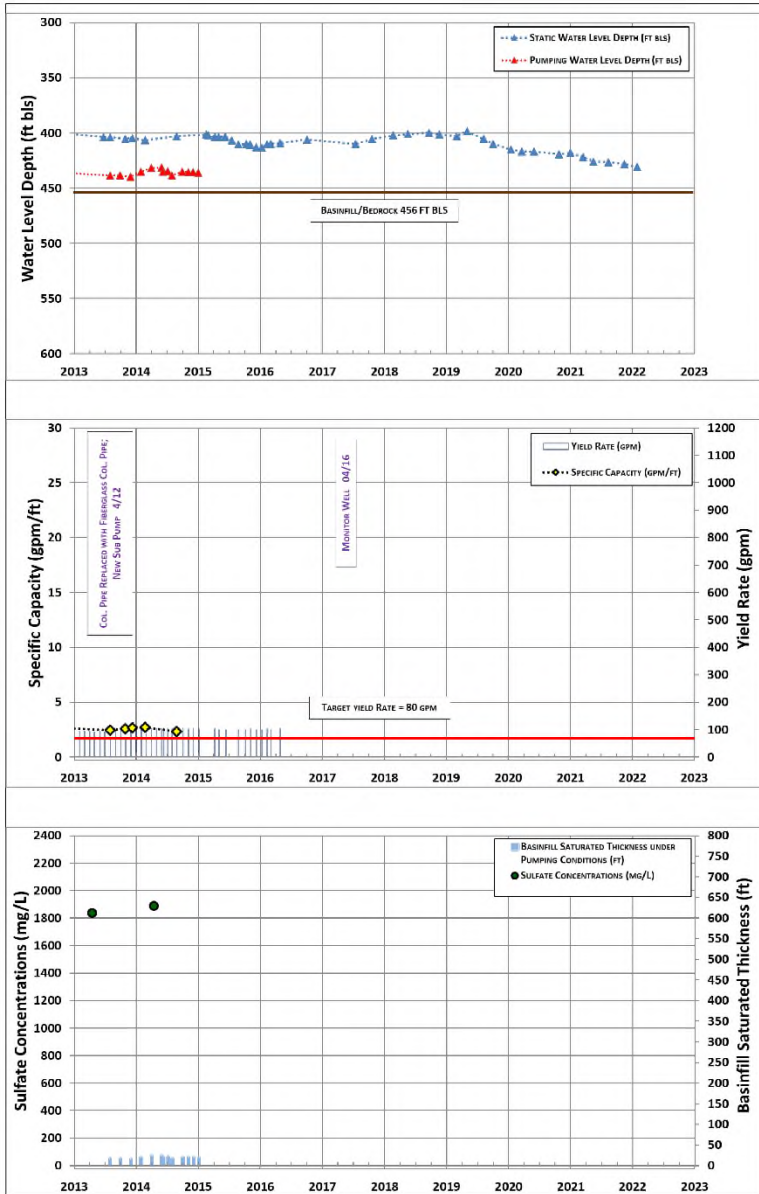 Water Level Depth (ft bls)
300
350
400
450
500
550
600
Static Water Level Depth (ft bls)
Pumping Water Level Depth (ft bls)
Basinfill/Bedrock 456 ft bls
2013 2014 2015 2016 2017 2018 2019 2020 2021 2022 2023
Specific Capacity (gpm/ft)
30
25
20
15
10
5
0
Col. Pipe Replaced with Fiberglass Col. Pipe;
New Sub Pump 4/12
Monitor Well 04/16
Yield Rate (gpm)
Specific Capacity (gpm/ft)
Target yield Rate = 80 gpm
1200
1100
1000
900
800
700
600
500
400
300
200
100
0
Yield Rate (gpm)
2013 2014 2015 2016 2017 2018 2019 2020 2021 2022 2023
Sulfate Concentrations (mg/L)
2400
2200
2000
1800
1600
1400
1200
1000
800
600
400
200
0
Basinfill Saturated Thickness under
Pumping Conditions (ft)
Sulfate Concentrations (mg/L)
800
750
700
650
600
550
500
450
400
350
300
250
200
150
100
50
0
Basinfill Saturated Thickness (ft)
2013 2014 2015 2016 2017 2018 2019 2020 2021 2022 2023